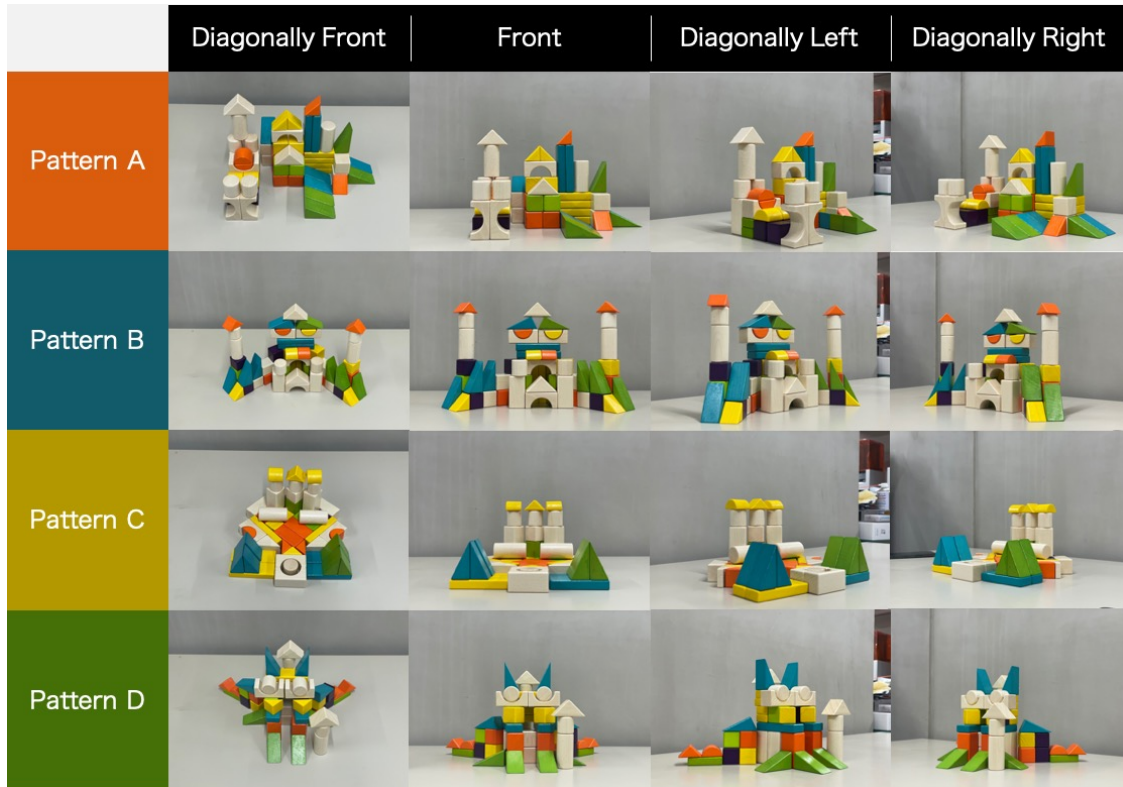 Diagonally Front
Front
Diagonally Left
Diagonally Right
Pattern A
Pattern B
Pattern C
Pattern D